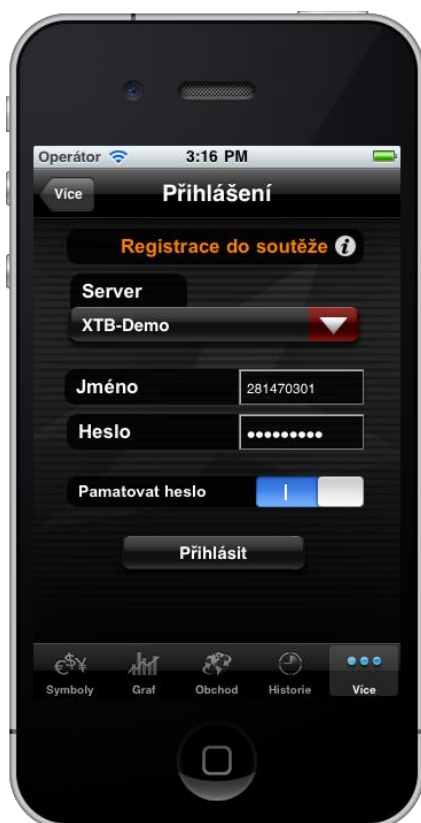 Operátor 3:16 PM
Více Přihlášení
Registrace do soutěže i
Server
XTB-Demo
Jméno 281470301
Heslo •••••••••
Pamatovat heslo
Přihlásit
€$¥
Symboly Graf Obchod Historie Více